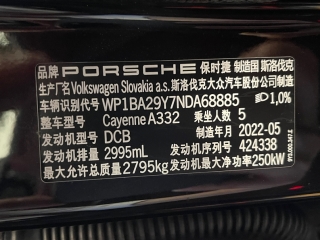 品牌 PORSCHE 保时捷 制造国 斯洛伐克
生产厂名 Volkswagen Slovakia a.s. 斯洛伐克大众汽车股份公司制造
车辆识别代号 WP1BA29Y7NDA68885 1,0%
整车型号 Cayenne A332 乘坐人数 5
发动机型号 DCB 制造年月 2022-05
发动机排量 2995mL 发动机序列号 424338
最大允许总质量 2795kg 发动机最大净功率 250kW